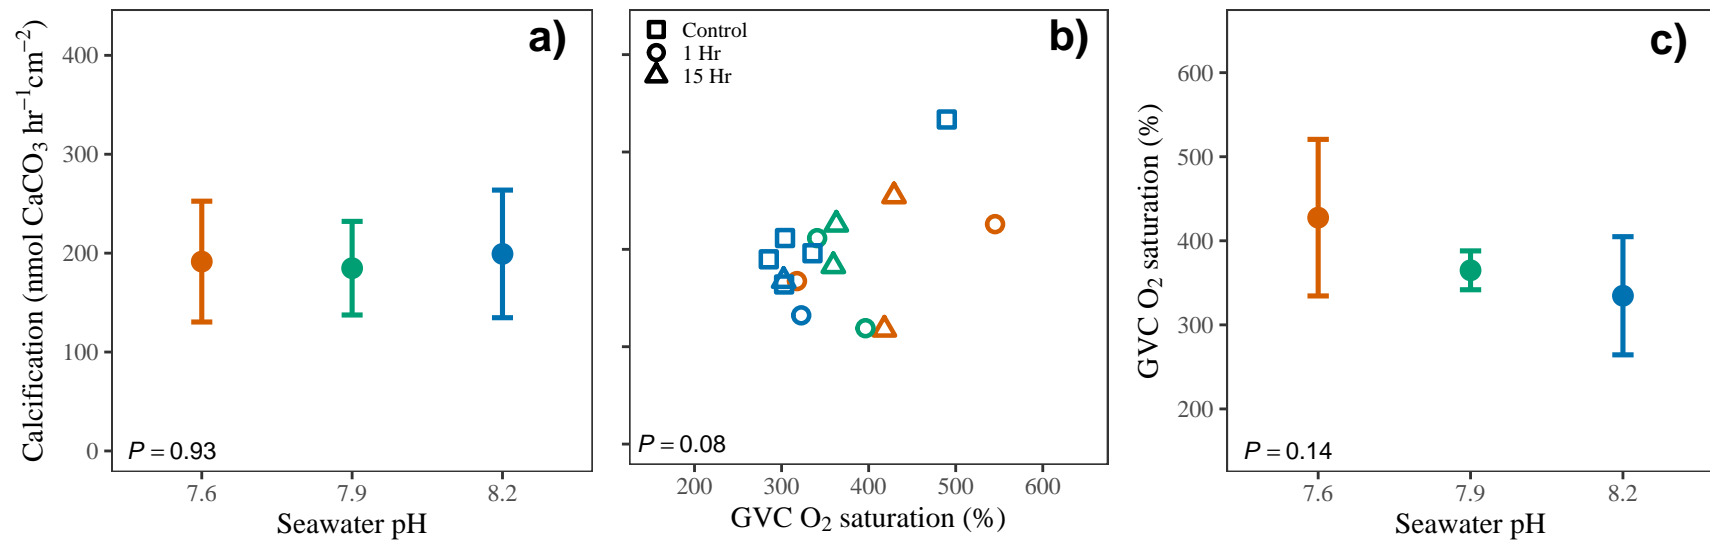 Calcification (nmol CaCO₃ hr⁻¹cm⁻²)
400
300
200
100
0
a)
P = 0.93
7.6 7.9 8.2
Seawater pH
Control
1 Hr
15 Hr
b)
P = 0.08
200 300 400 500 600
GVC O₂ saturation (%)
GVC O₂ saturation (%)
600
500
400
300
200
c)
P = 0.14
7.6 7.9 8.2
Seawater pH